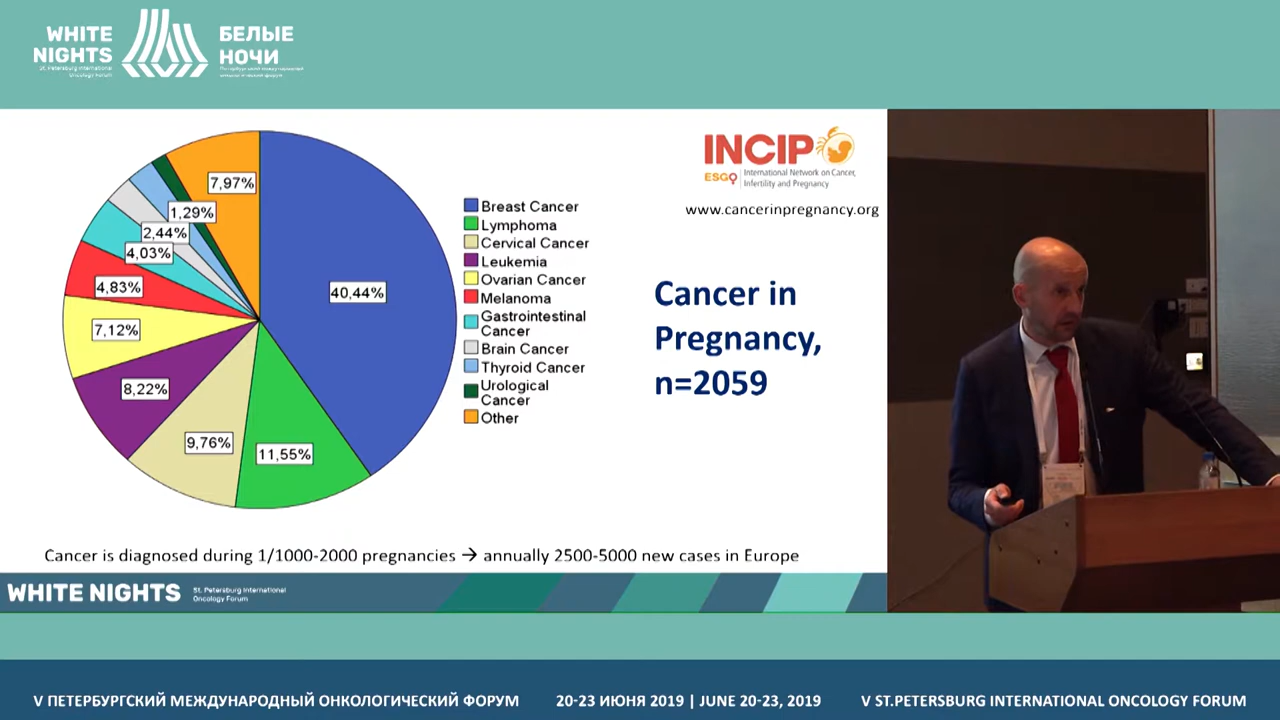 WHITE
NIGHTS
St. Petersburg International
Oncology Forum
БЕЛЫЕ
НОЧИ
INCIP
ESGO
International Network on Cancer,
Infertility and Pregnancy
www.cancerinpregnancy.org
7,97%
1,29%
2,44%
4,03%
4,83%
7,12%
8,22%
9,76%
11,55%
40,44%
Breast Cancer
Lymphoma
Cervical Cancer
Leukemia
Ovarian Cancer
Melanoma
Gastrointestinal
Cancer
Brain Cancer
Thyroid Cancer
Urological
Cancer
Other
Cancer in
Pregnancy,
n=2059
Cancer is diagnosed during 1/1000-2000 pregnancies → annually 2500-5000 new cases in Europe
WHITE NIGHTS
St. Petersburg International
Oncology Forum
V ПЕТЕРБУРГСКИЙ МЕЖДУНАРОДНЫЙ ОНКОЛОГИЧЕСКИЙ ФОРУМ
20-23 ИЮНЯ 2019 | JUNE 20-23, 2019
V ST.PETERSBURG INTERNATIONAL ONCOLOGY FORUM